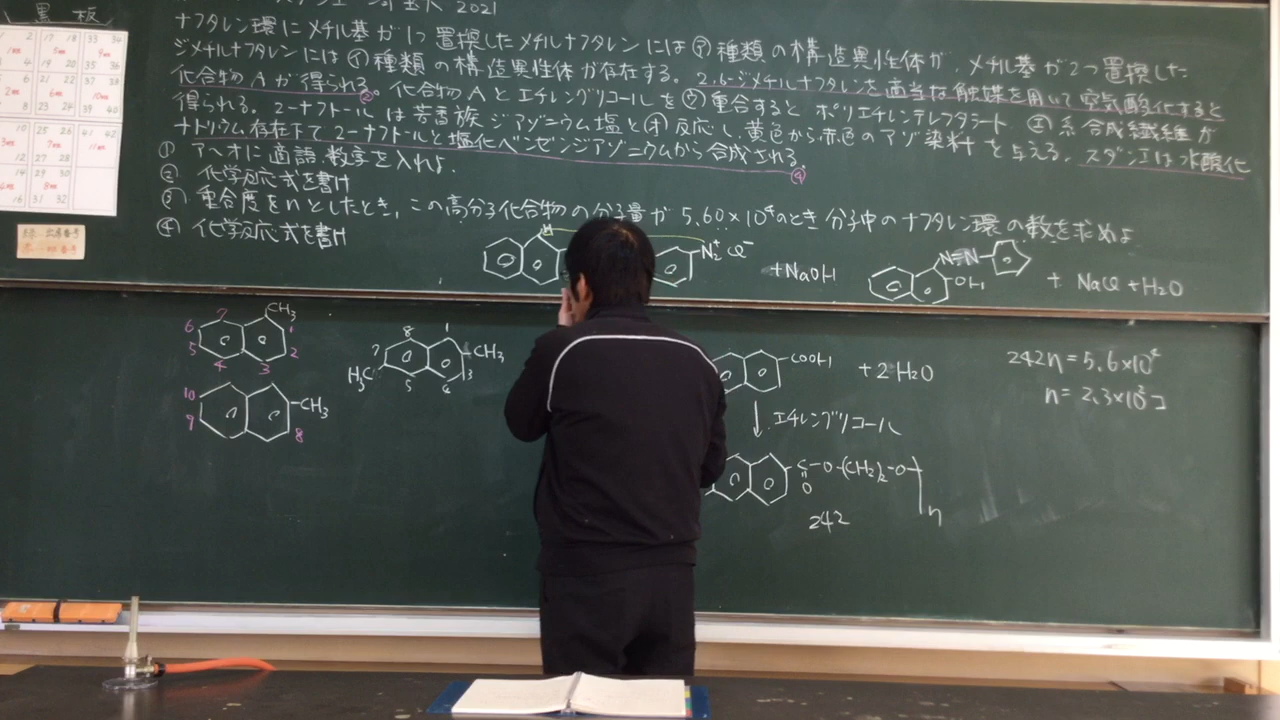 黒板
2021
ナフタレン環にメチル基が1つ置換したメチルナフタレンには㋐種類の構造異性体が、メチル基が2つ置換した
ジメチルナフタレンには㋑種類の構造異性体が存在する。2,6-ジメチルナフタレンを適当な触媒を用いて空気酸化すると
化合物Aが得られる②。化合物Aとエチレングリコールを㋒重合するとポリエチレンテレフタラート、㋓系合成繊維が
得られる。2-ナフトールは芳香族ジアゾニウム塩と㋔反応し、黄色から赤色のアゾ染料を与える。スダンIは水酸化
ナトリウム存在下で2-ナフトールと塩化ベンゼンジアゾニウムから合成される④
① ア〜オに適語、数字を入れよ。
② 化学反応式を書け
③ 重合度をnとしたとき、この高分子化合物の分子量が5.60×10⁴のとき分子中のナフタレン環の数を求めよ
④ 化学反応式を書け
H
N₂⁺Cl⁻ +NaOH
N=N
OH + NaCl+H₂O
CH₃
1 2 3 4 5 6 7
CH₃
8 9 10
H₃C CH₃
1 3 5 6 7 8
COOH +2H₂O
エチレングリコール
C-O-(CH₂)₂-O
O
n
242
242n=5.6×10⁴
n=2.3×10²コ